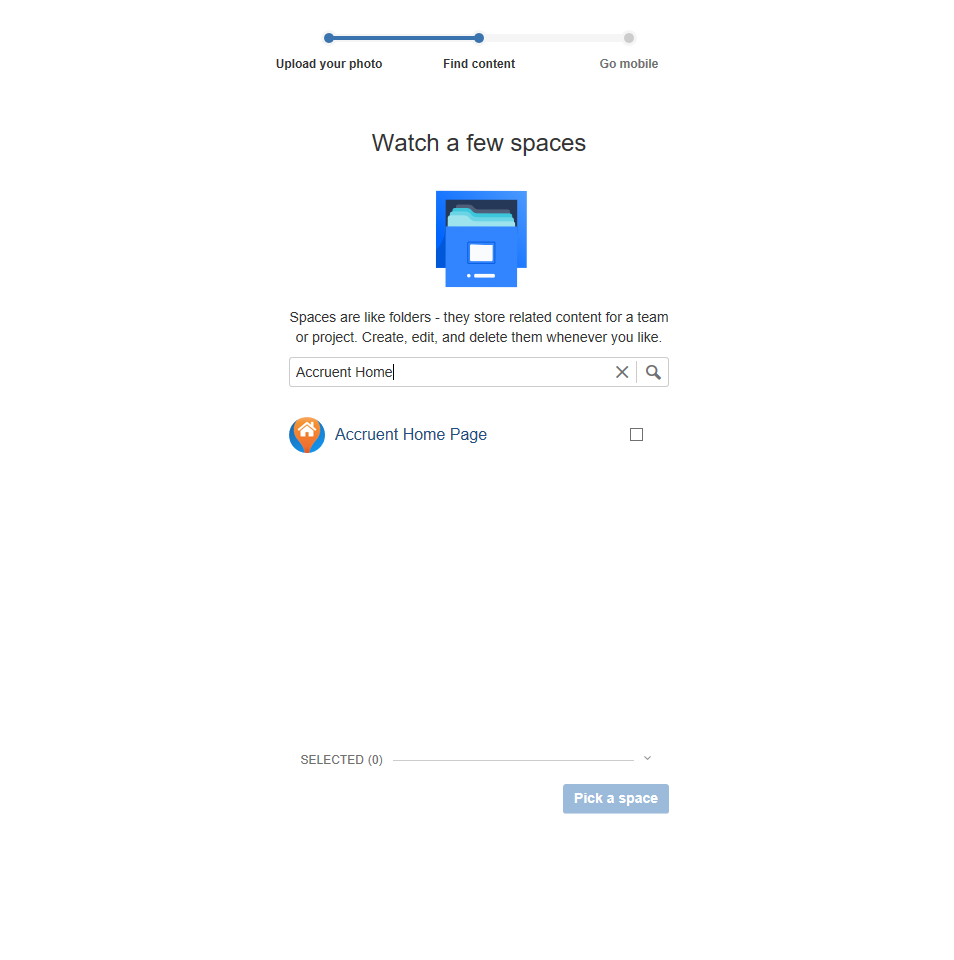 Upload your photo
Find content
Go mobile
Watch a few spaces
Spaces are like folders - they store related content for a team
or project. Create, edit, and delete them whenever you like.
Accruent Home
Accruent Home Page
SELECTED (0)
Pick a space